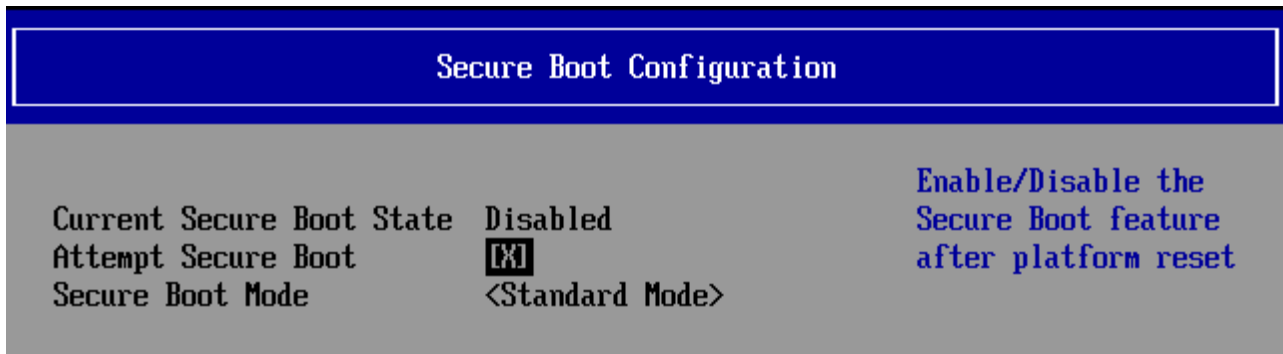 Secure Boot Configuration
Current Secure Boot State Disabled
Attempt Secure Boot [X]
Secure Boot Mode <Standard Mode>
Enable/Disable the
Secure Boot feature
after platform reset